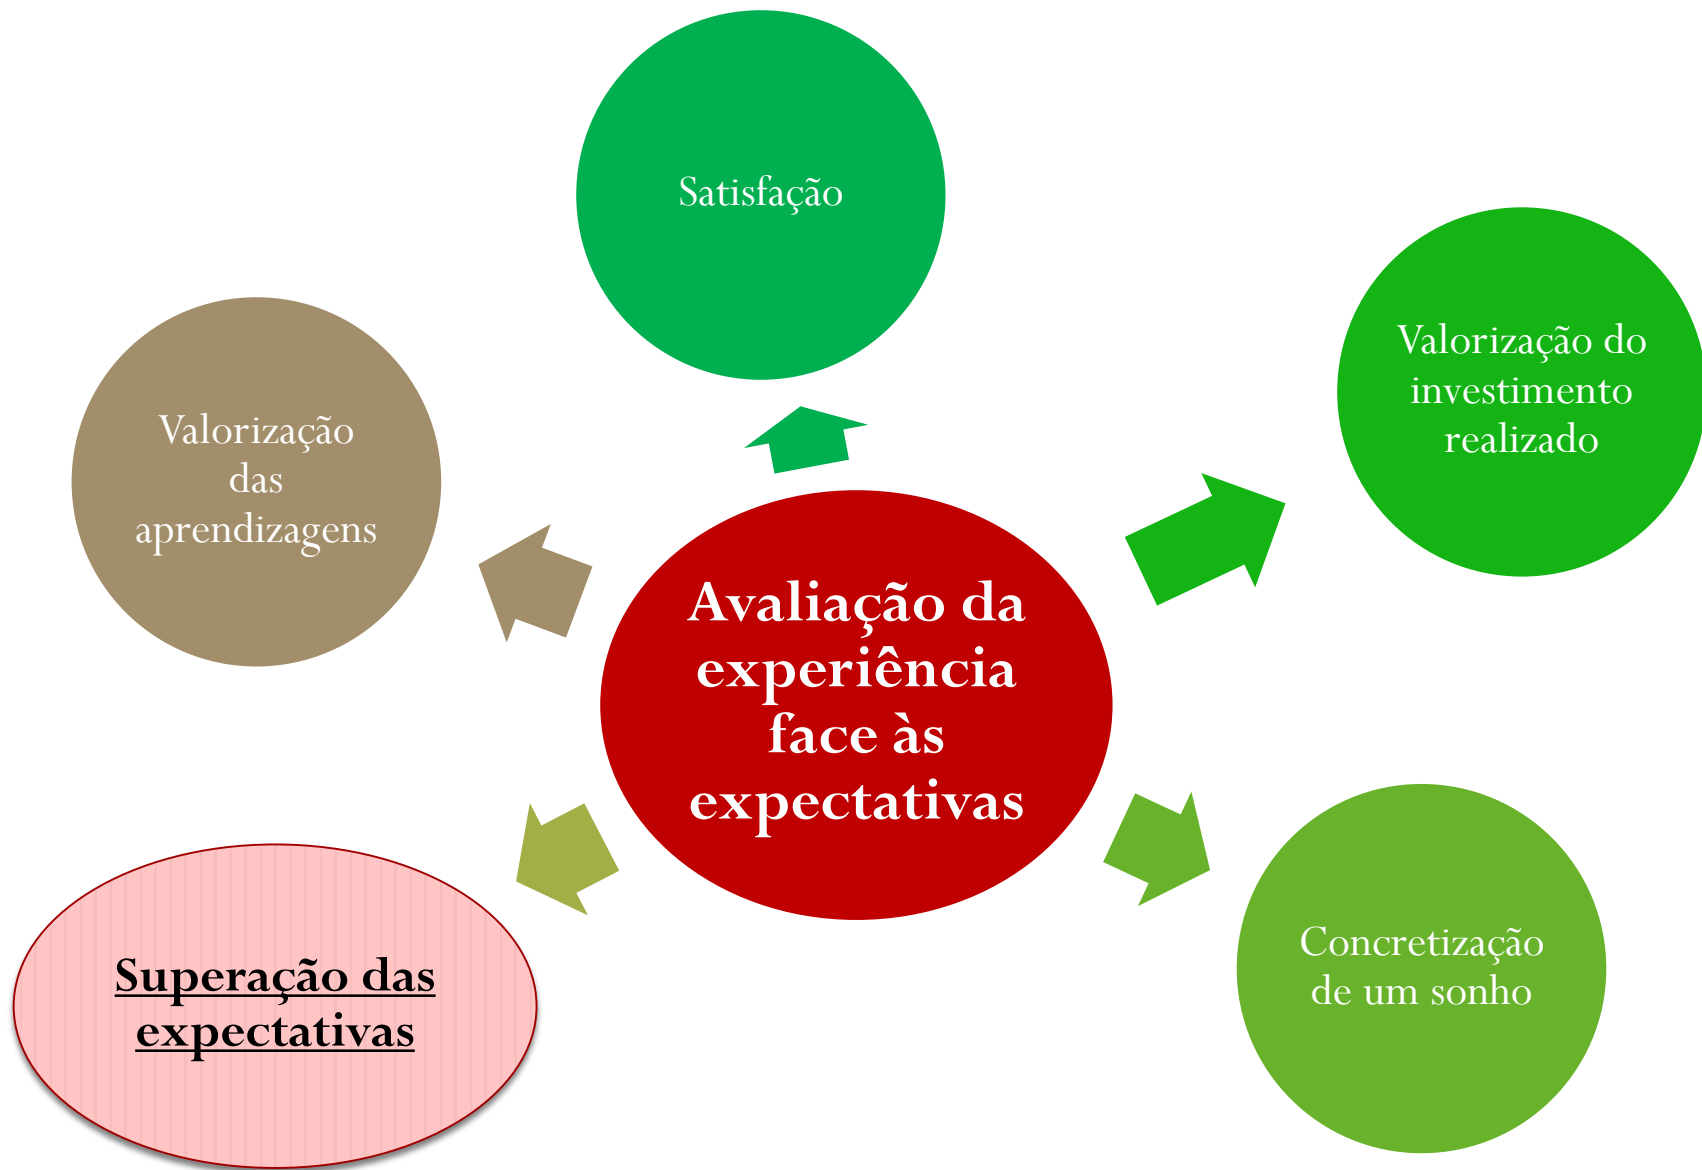 Satisfação
Valorização do
investimento
realizado
Valorização
das
aprendizagens
Avaliação da
experiência
face às
expectativas
Concretização
de um sonho
Superação das
expectativas